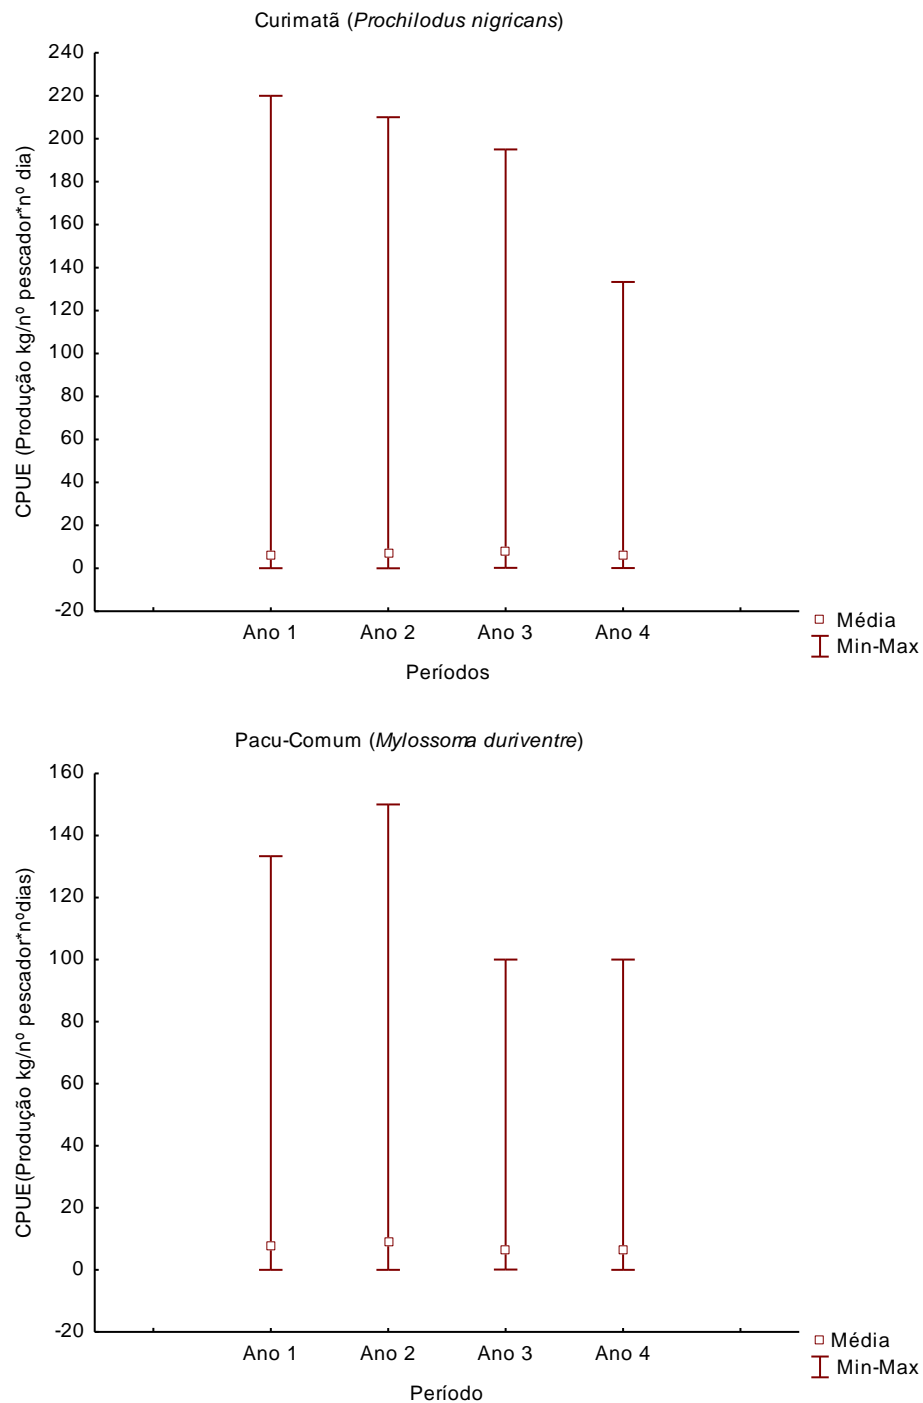 Curimatã (Prochilodus nigricans)
CPUE (Produção kg/nº pescador*nº dia)
240
220
200
180
160
140
120
100
80
60
40
20
0
-20
Ano 1 Ano 2 Ano 3 Ano 4
Períodos
Média
Min-Max
Pacu-Comum (Mylossoma duriventre)
CPUE(Produção kg/nº pescador*nºdias)
160
140
120
100
80
60
40
20
0
-20
Ano 1 Ano 2 Ano 3 Ano 4
Período
Média
Min-Max